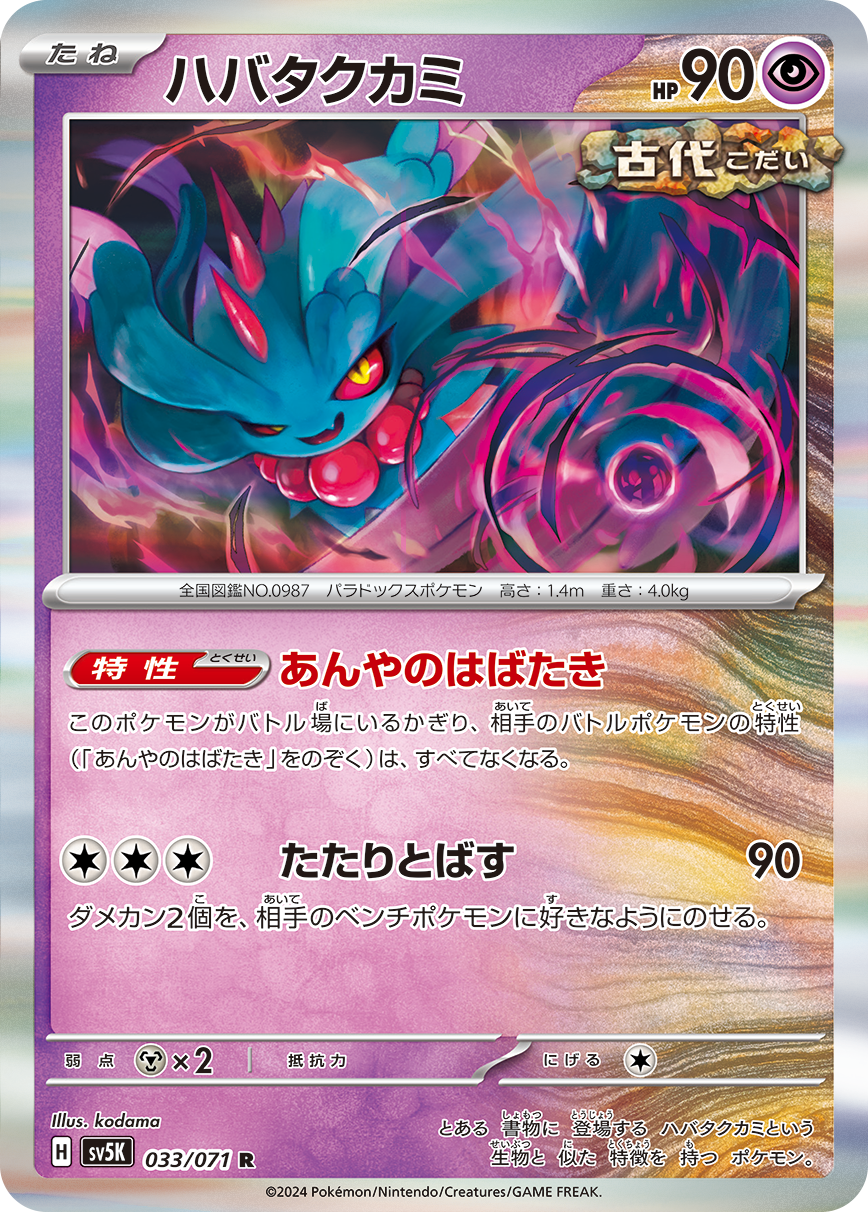 たね
ハバタクカミ
HP 90
古代 こだい
全国図鑑NO.0987 パラドックスポケモン 高さ:1.4m 重さ:4.0kg
特性 とくせい あんやのはばたき
このポケモンがバトル場にいるかぎり、相手のバトルポケモンの特性
(「あんやのはばたき」をのぞく)は、すべてなくなる。
たたりとばす 90
ダメカン2個を、相手のベンチポケモンに好きなようにのせる。
弱点 ×2 抵抗力 にげる
Illus. kodama
とある 書物に 登場する ハバタクカミという
生物と 似た 特徴を 持つ ポケモン。
H sv5K 033/071 R
©2024 Pokémon/Nintendo/Creatures/GAME FREAK.